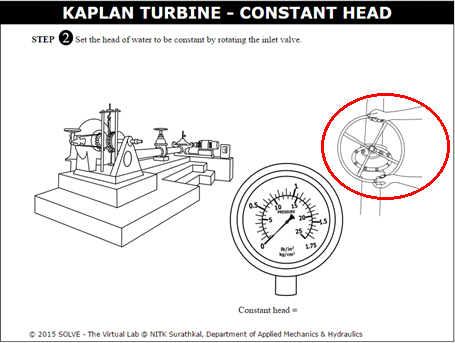 KAPLAN TURBINE - CONSTANT HEAD
STEP 2 Set the head of water to be constant by rotating the inlet valve.
1
0.5 10 15
PRESSURE
5 20 1.5
25
0 lb/in² 1.75
kg/cm²
Constant head =
© 2015 SOLVE - The Virtual Lab @ NITK Surathkal, Department of Applied Mechanics & Hydraulics